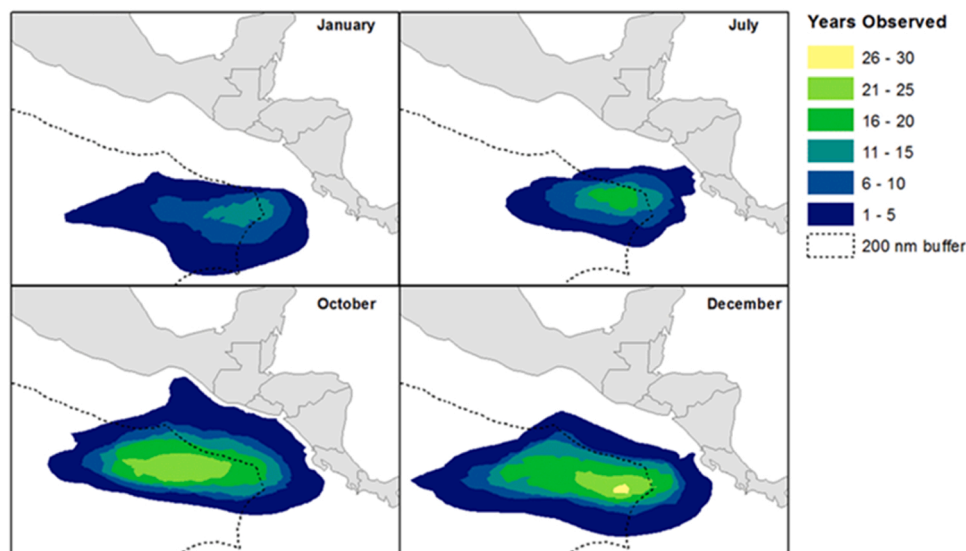 January
July
Years Observed
26 - 30
21 - 25
16 - 20
11 - 15
6 - 10
1 - 5
200 nm buffer
October
December